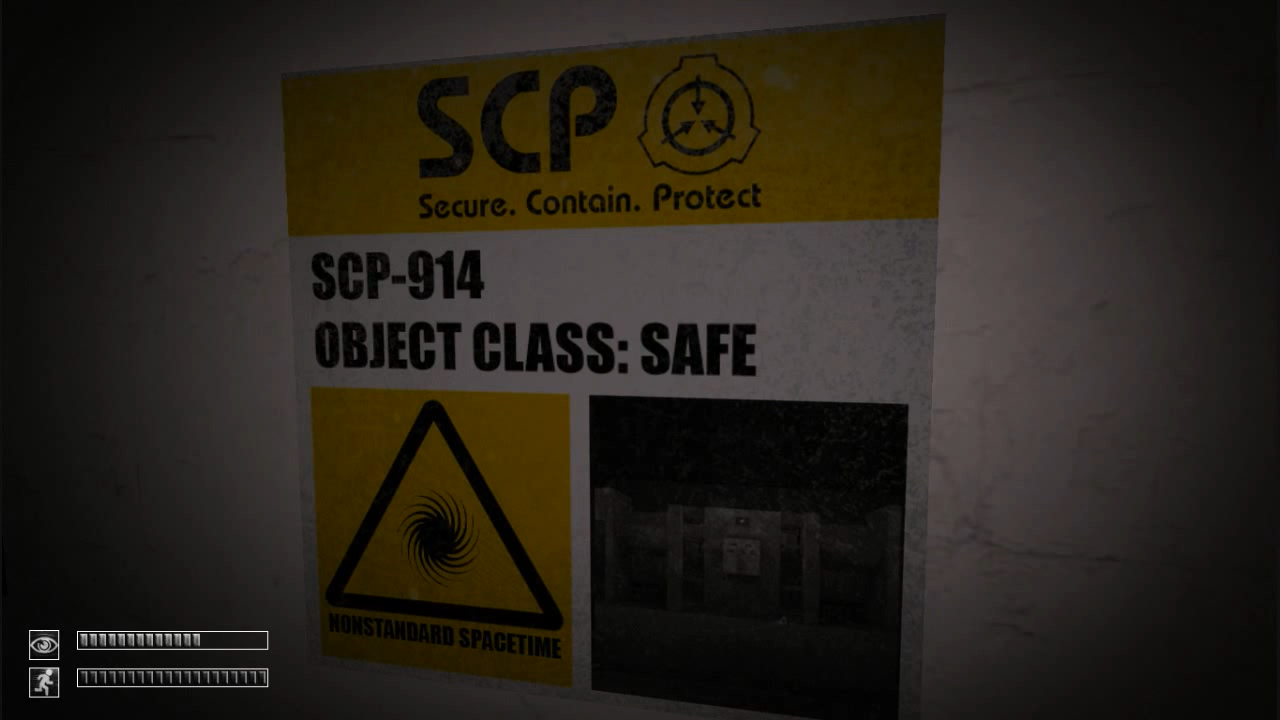 SCP
Secure. Contain. Protect
SCP-914
OBJECT CLASS: SAFE
NONSTANDARD SPACETIME